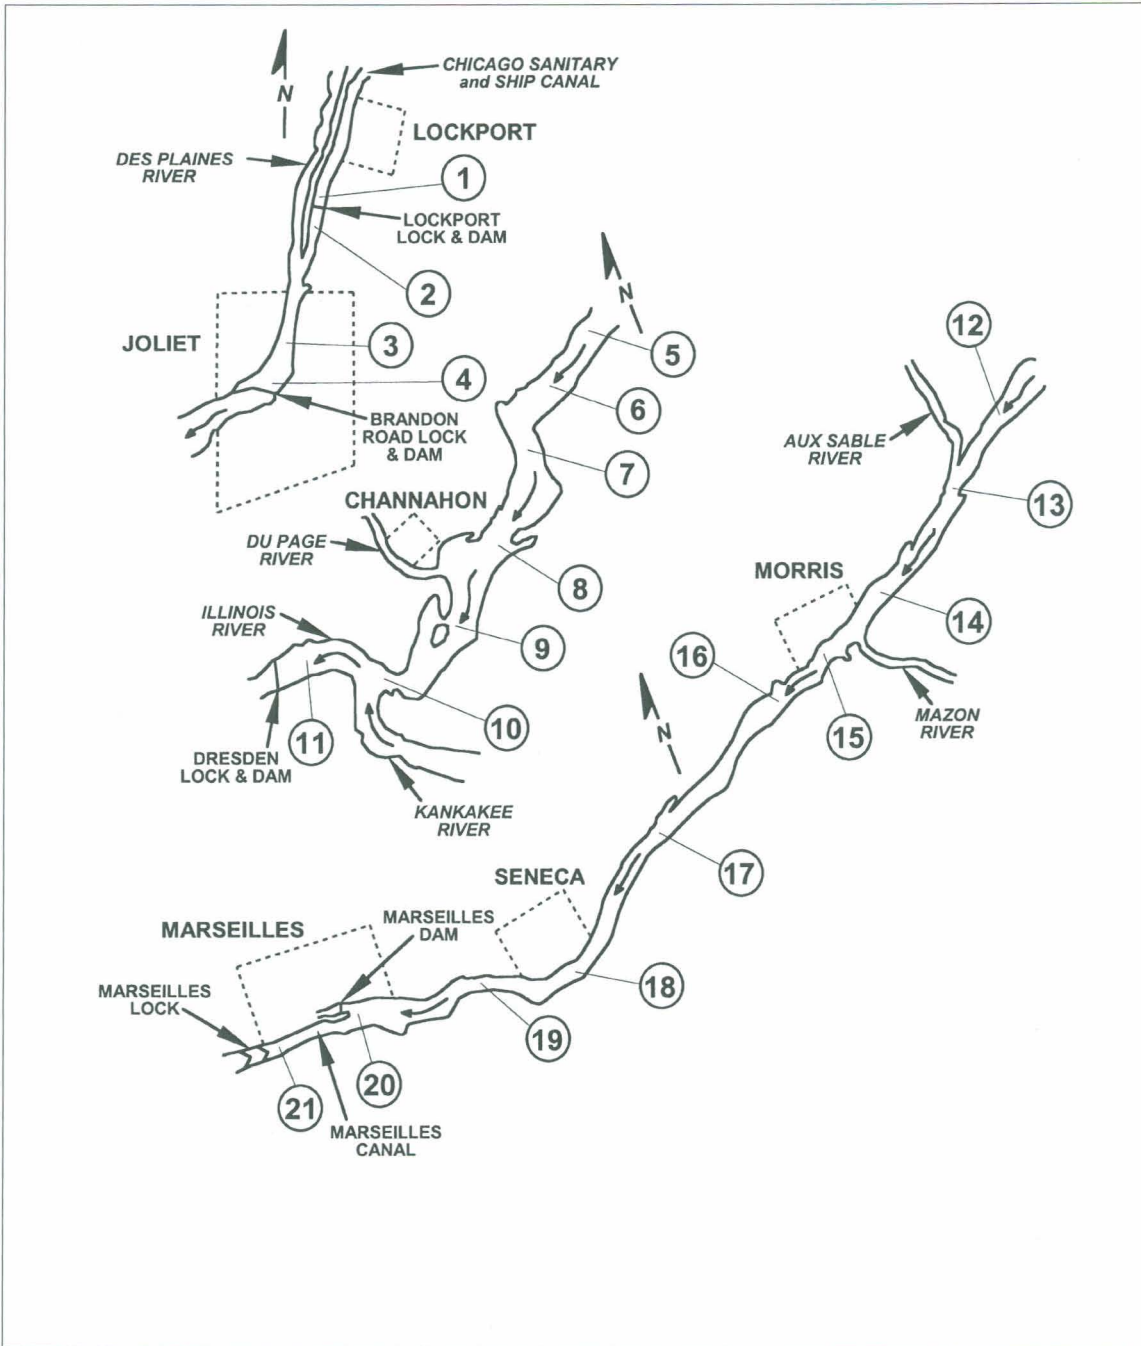 CHICAGO SANITARY
and SHIP CANAL
N
LOCKPORT
DES PLAINES
RIVER
1
LOCKPORT
LOCK & DAM
2
JOLIET
3
4
BRANDON
ROAD LOCK
& DAM
N
5
6
7
CHANNAHON
DU PAGE
RIVER
8
ILLINOIS
RIVER
9
10
11
DRESDEN
LOCK & DAM
KANKAKEE
RIVER
12
AUX SABLE
RIVER
13
MORRIS
14
16
15
MAZON
RIVER
N
17
SENECA
18
MARSEILLES
MARSEILLES
DAM
MARSEILLES
LOCK
19
20
21
MARSEILLES
CANAL